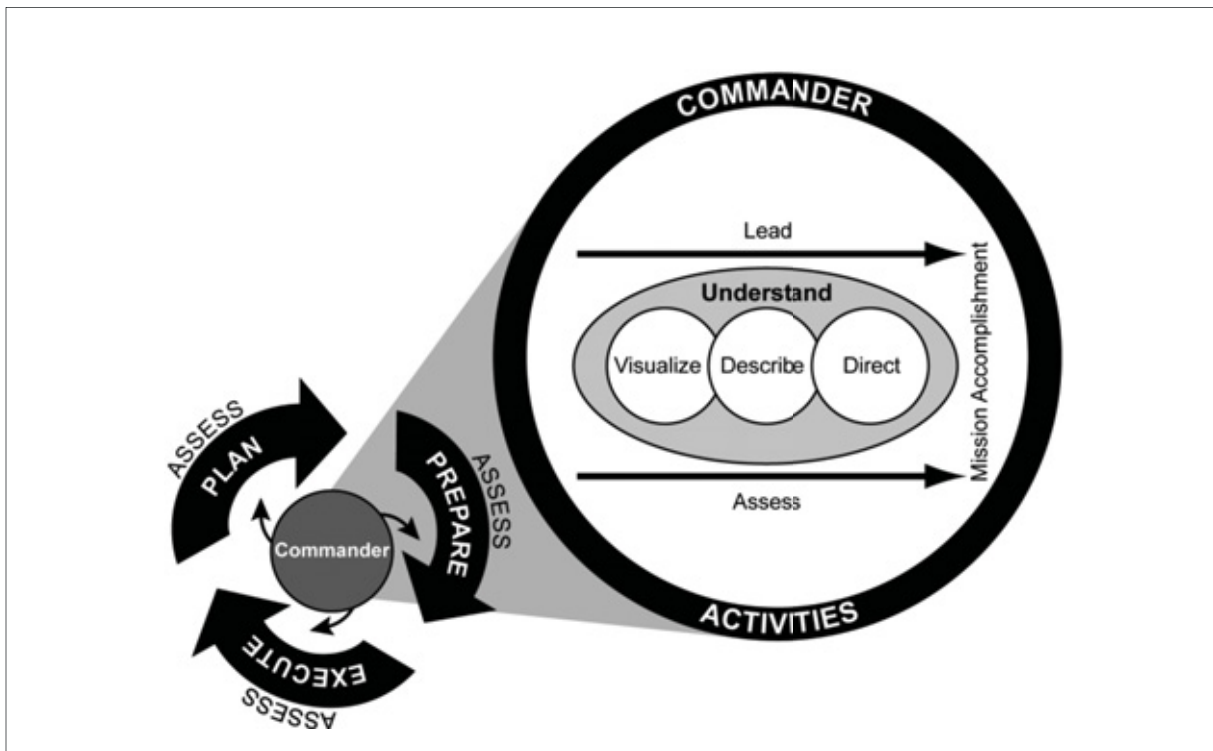 COMMANDER
Lead
Understand
Visualize
Describe
Direct
Mission Accomplishment
Assess
ACTIVITIES
ASSESS
PLAN
PREPARE
ASSESS
Commander
EXECUTE
ASSESS